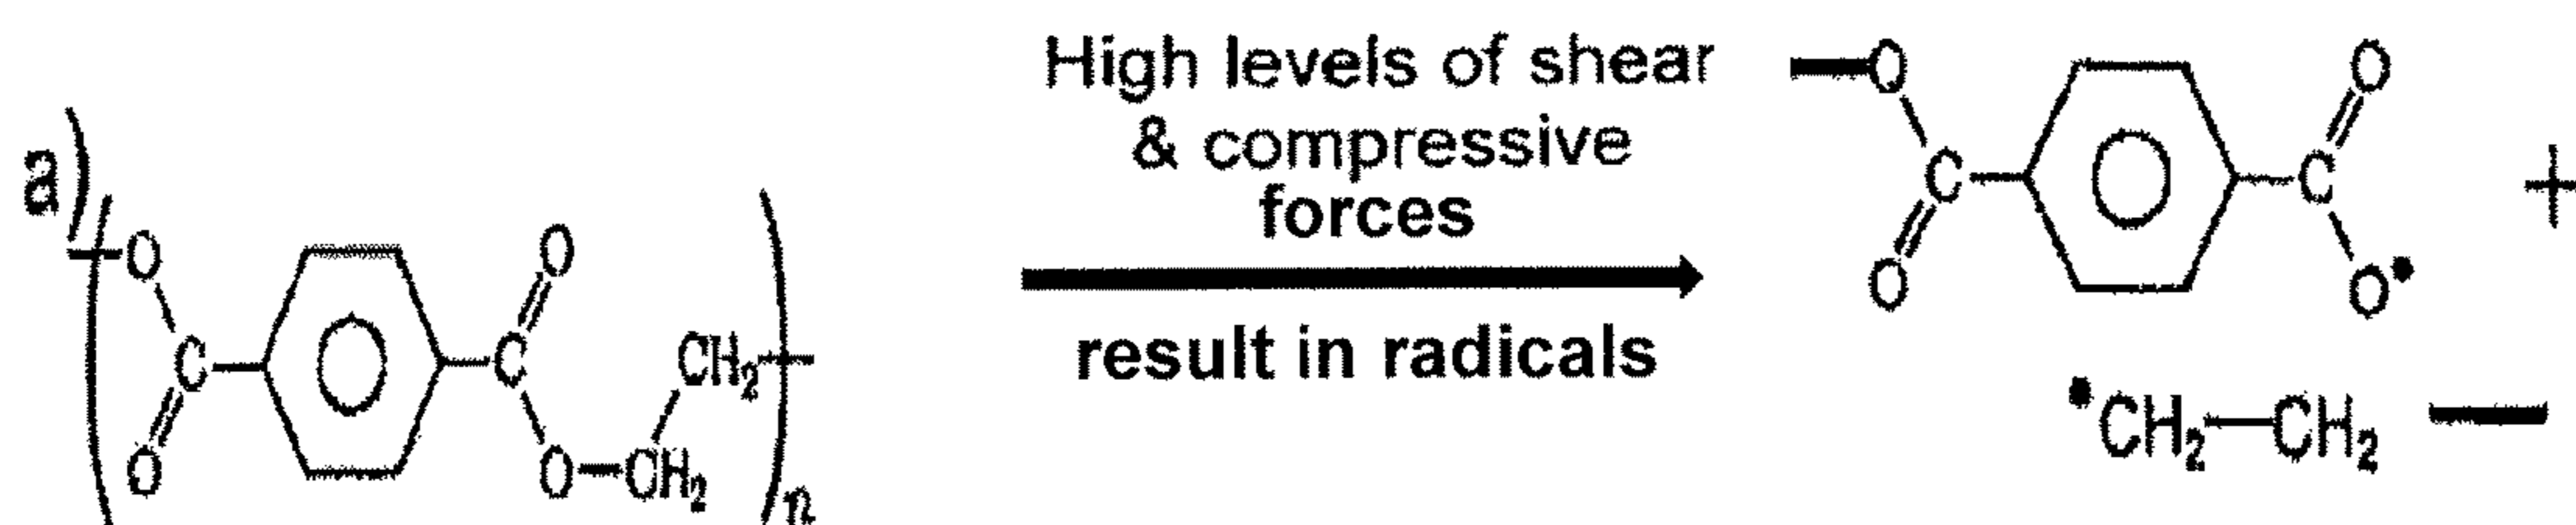 a)
High levels of shear
& compressive
forces
result in radicals
O
C
O
C
O
O
CH2
CH2
n
O
C
O
C
O
O•
+
•CH2
CH2